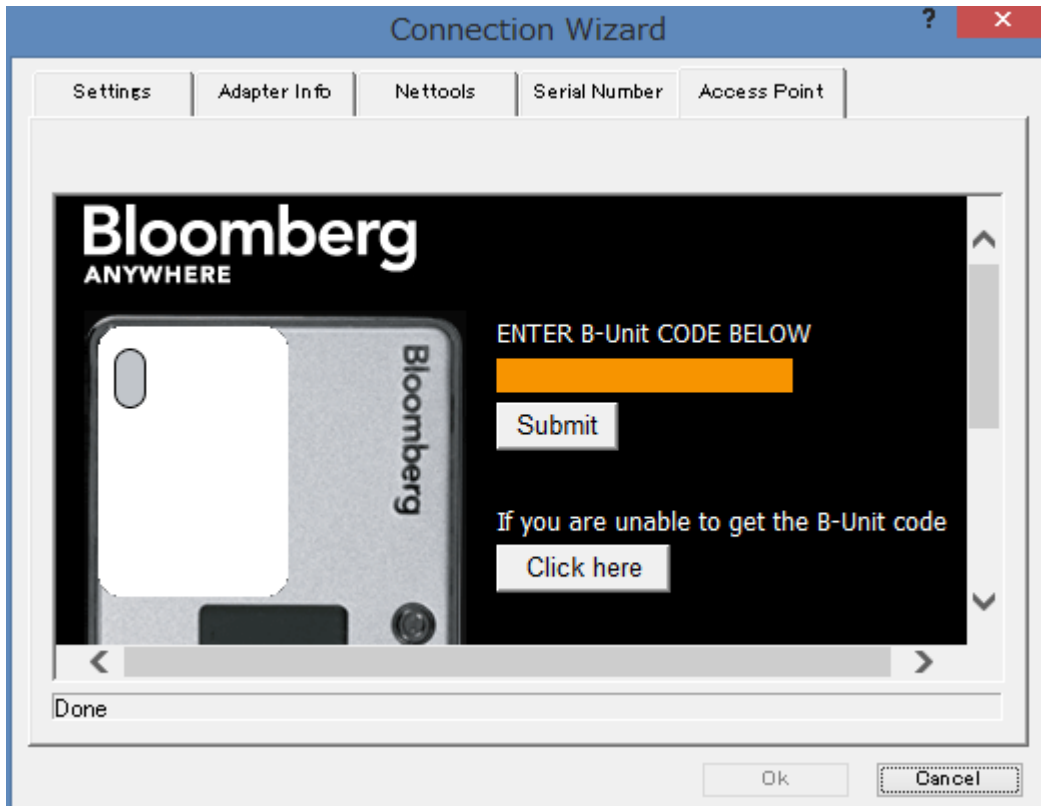 Connection Wizard
?
Settings
Adapter Info
Nettools
Serial Number
Access Point
Bloomberg
ANYWHERE
Bloomberg
ENTER B-Unit CODE BELOW
Submit
If you are unable to get the B-Unit code
Click here
Done
Ok
Cancel